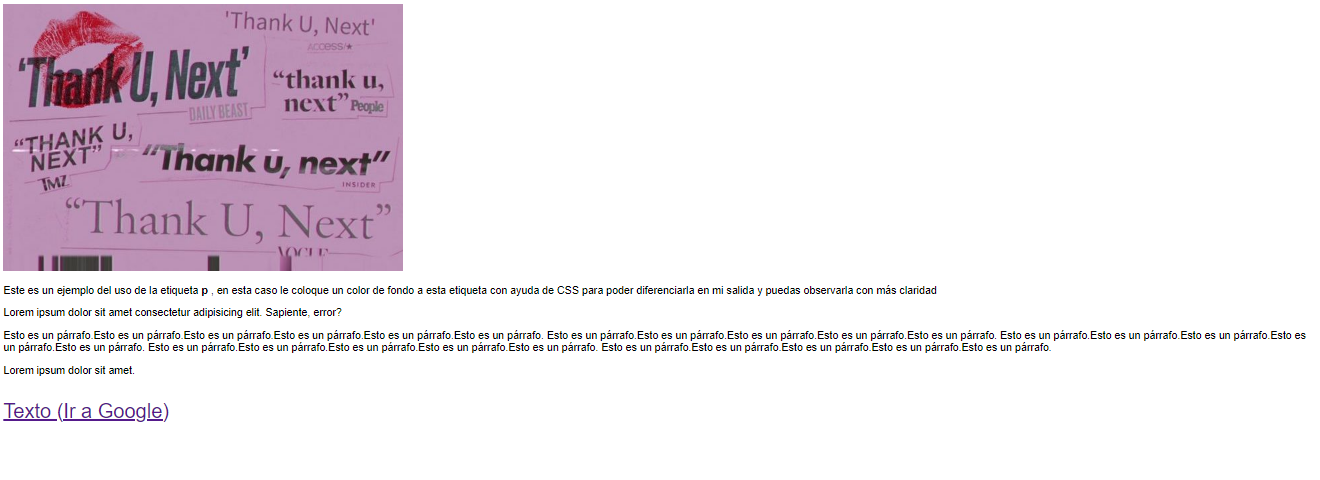 'Thank U, Next'
ACCESS/★
‘Thank U, Next’
DAILY BEAST
“thank u,
next”
People
“THANK U,
NEXT”
TMZ
“Thank u, next”
INSIDER
“Thank U, Next”
VOGUE
Este es un ejemplo del uso de la etiqueta p , en esta caso le coloque un color de fondo a esta etiqueta con ayuda de CSS para poder diferenciarla en mi salida y puedas observarla con más claridad
Lorem ipsum dolor sit amet consectetur adipisicing elit. Sapiente, error?
Esto es un párrafo.Esto es un párrafo.Esto es un párrafo.Esto es un párrafo.Esto es un párrafo.Esto es un párrafo. Esto es un párrafo.Esto es un párrafo.Esto es un párrafo.Esto es un párrafo.Esto es un párrafo. Esto es un párrafo.Esto es un párrafo.Esto es un párrafo.Esto es
un párrafo.Esto es un párrafo. Esto es un párrafo.Esto es un párrafo.Esto es un párrafo.Esto es un párrafo.Esto es un párrafo. Esto es un párrafo.Esto es un párrafo.Esto es un párrafo.Esto es un párrafo.Esto es un párrafo.
Lorem ipsum dolor sit amet.
Texto (Ir a Google)